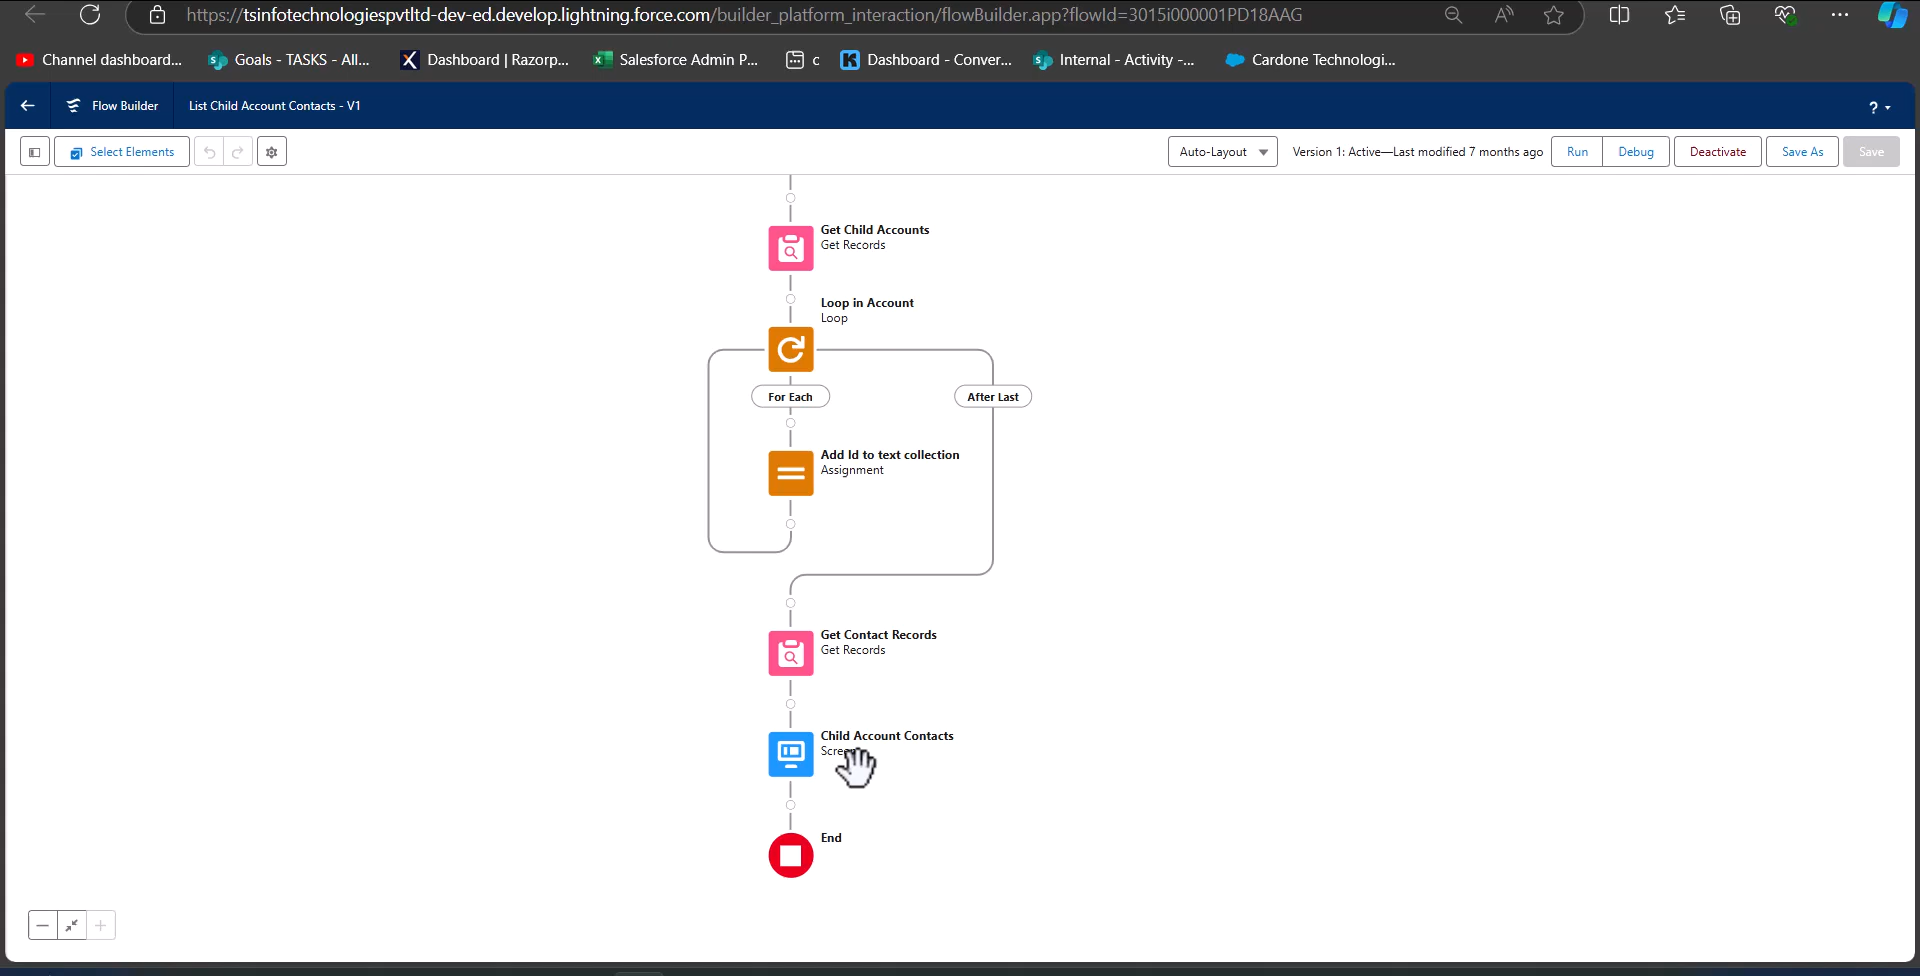 https://tsinfotechnologiespvtltd-dev-ed.develop.lightning.force.com/builder_platform_interaction/flowBuilder.app?flowId=3015i000001PD18AAG
Channel dashboard... Goals - TASKS - All... Dashboard | Razorp... Salesforce Admin P... c Dashboard - Conver... Internal - Activity -... Cardone Technologi...
Flow Builder List Child Account Contacts - V1 ?
Select Elements Auto-Layout Version 1: Active—Last modified 7 months ago Run Debug Deactivate Save As Save
Get Child Accounts
Get Records
Loop in Account
Loop
For Each After Last
Add Id to text collection
Assignment
Get Contact Records
Get Records
Child Account Contacts
End